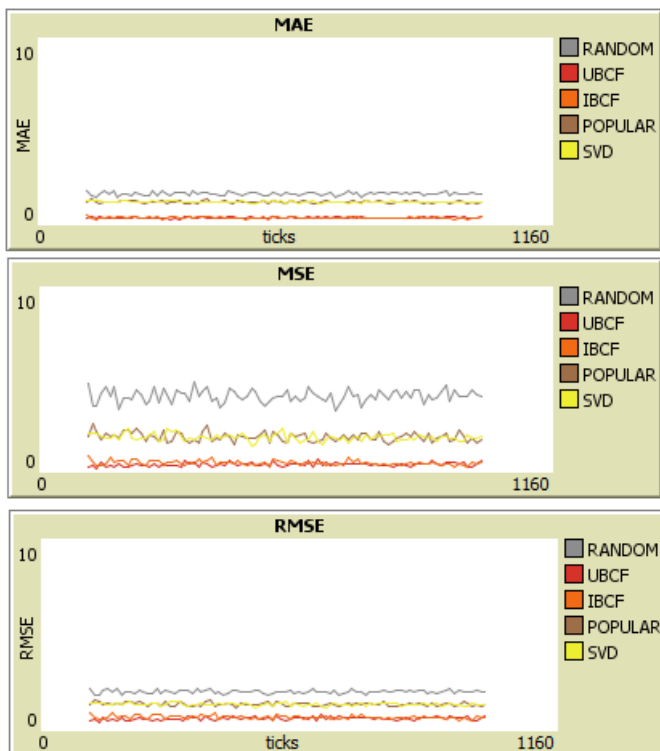 MAE
10
MAE
0
0
ticks
1160
RANDOM
UBCF
IBCF
POPULAR
SVD
MSE
10
0
0
1160
RANDOM
UBCF
IBCF
POPULAR
SVD
RMSE
10
RMSE
0
0
ticks
1160
RANDOM
UBCF
IBCF
POPULAR
SVD